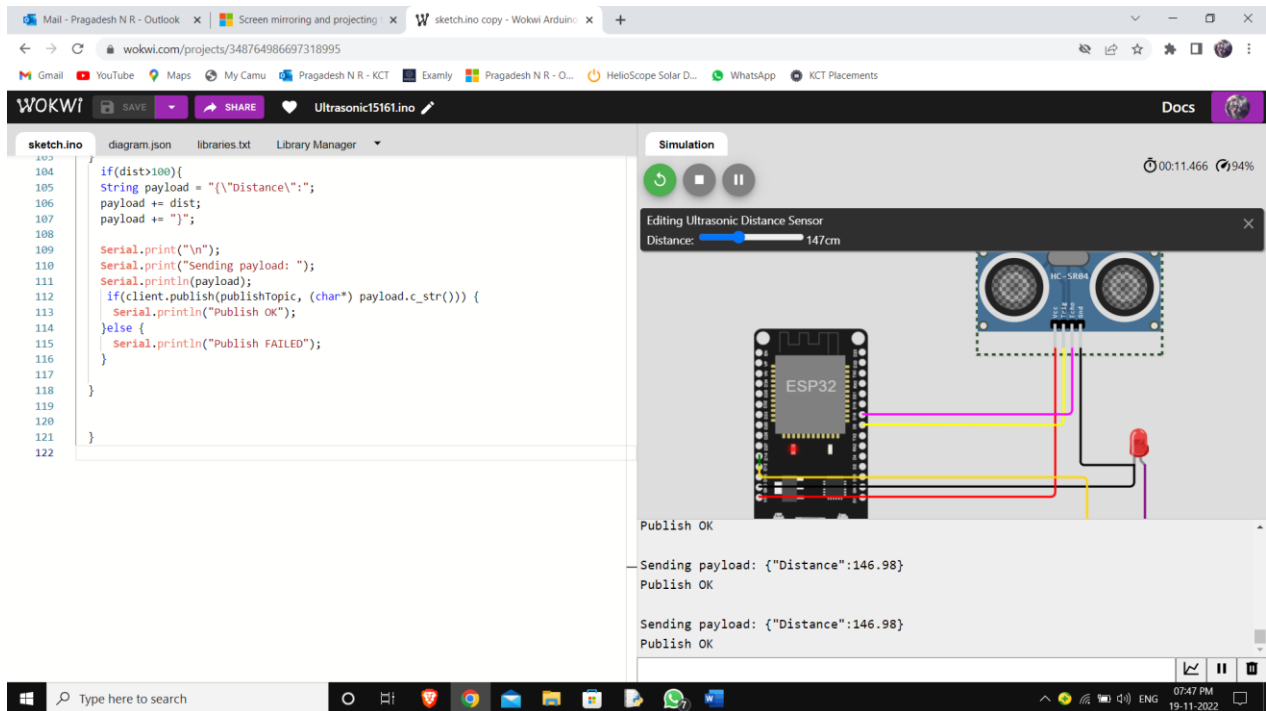 Mail - Pragadesh N R - Outlook
Screen mirroring and projecting
sketch.ino copy - Wokwi Arduino
wokwi.com/projects/348764986697318995
Gmail YouTube Maps My Camu Pragadesh N R - KCT Examly Pragadesh N R - O... HelioScope Solar D... WhatsApp KCT Placements
WOKWI SAVE SHARE Ultrasonic15161.ino Docs
sketch.ino diagram.json libraries.txt Library Manager
103 }
104 if(dist>100){
105 String payload = "{\"Distance\":";
106 payload += dist;
107 payload += "}";
108
109 Serial.print("\n");
110 Serial.print("Sending payload: ");
111 Serial.println(payload);
112 if(client.publish(publishTopic, (char*) payload.c_str())) {
113 Serial.println("Publish OK");
114 }else {
115 Serial.println("Publish FAILED");
116 }
117
118 }
119
120
121 }
122
Simulation
00:11.466 94%
Editing Ultrasonic Distance Sensor
Distance: 147cm
HC-SR04
Vcc
Trig
Echo
Gnd
ESP32
Publish OK
Sending payload: {"Distance":146.98}
Publish OK
Sending payload: {"Distance":146.98}
Publish OK
Type here to search
7
ENG
07:47 PM
19-11-2022